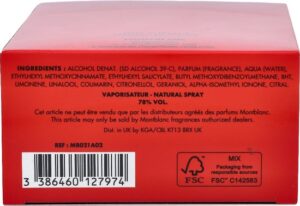 INGREDIENTS : ALCOHOL DENAT. (SD ALCOHOL 39-C), PARFUM (FRAGRANCE), AQUA (WATER),
ETHYLHEXYL METHOXYCINNAMATE, ETHYLHEXYL SALICYLATE, BUTYL METHOXYDIBENZOYLMETHANE, BHT,
LIMONENE, LINALOOL, COUMARIN, CITRONELLOL, GERANIOL, ALPHA-ISOMETHYL IONONE, CITRAL
VAPORISATEUR - NATURAL SPRAY
78% VOL.
Cet article ne peut être vendu que par les distributeurs agréés des parfums Montblanc.
This article may only be sold by Montblanc fragrances authorized dealers.
Dist. in UK by KGA/CBL KT13 8RX UK
REF : MB021A02
3 386460 127974
FSC
MIX
Packaging from
responsible sources
FSC™ C142583